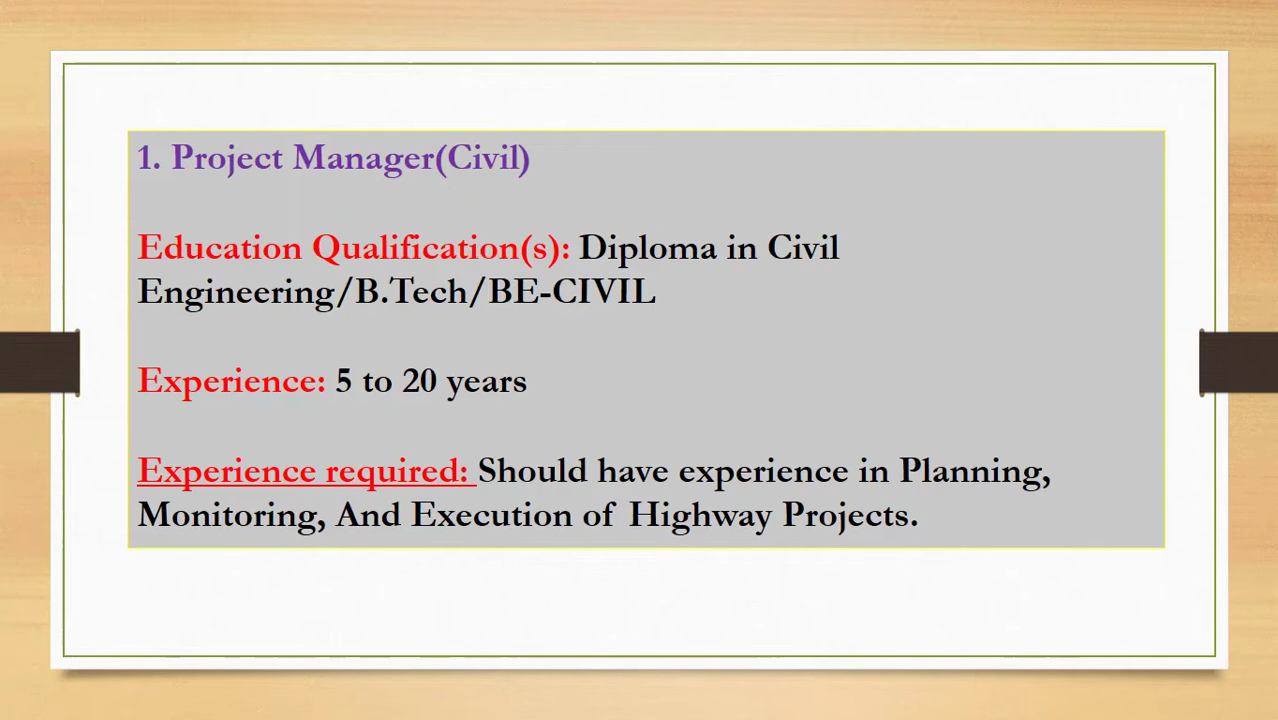 1. Project Manager(Civil)
Education Qualification(s): Diploma in Civil
Engineering/B.Tech/BE-CIVIL
Experience: 5 to 20 years
Experience required: Should have experience in Planning,
Monitoring, And Execution of Highway Projects.